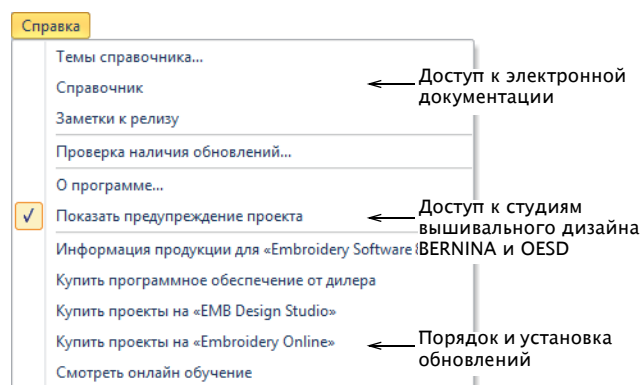 Справка
Темы справочника...
Справочник
Заметки к релизу
Проверка наличия обновлений...
О программе...
Показать предупреждение проекта
Информация продукции для «Embroidery Software 8
Купить программное обеспечение от дилера
Купить проекты на «EMB Design Studio»
Купить проекты на «Embroidery Online»
Смотреть онлайн обучение
Доступ к электронной
документации
Доступ к студиям
вышивального дизайна
BERNINA и OESD
Порядок и установка
обновлений